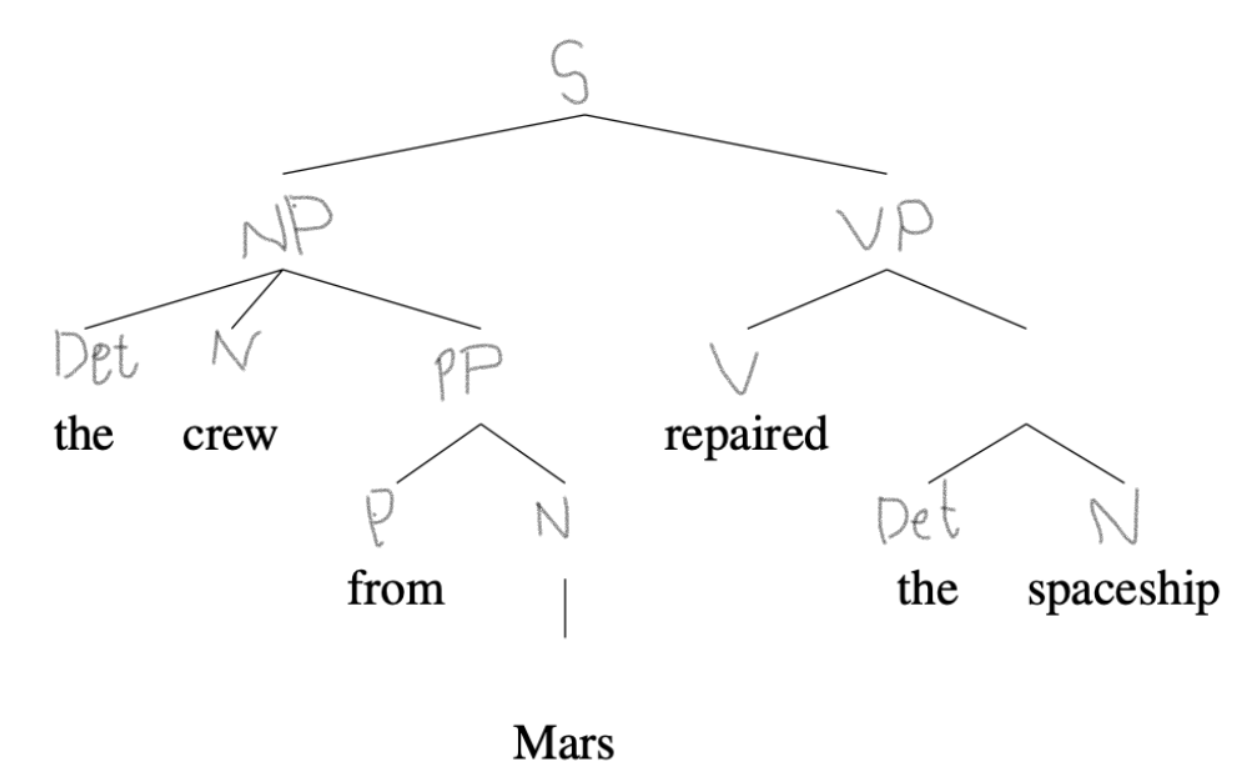 S
NP VP
Det N PP V
the crew repaired
P N Det N
from the spaceship
Mars